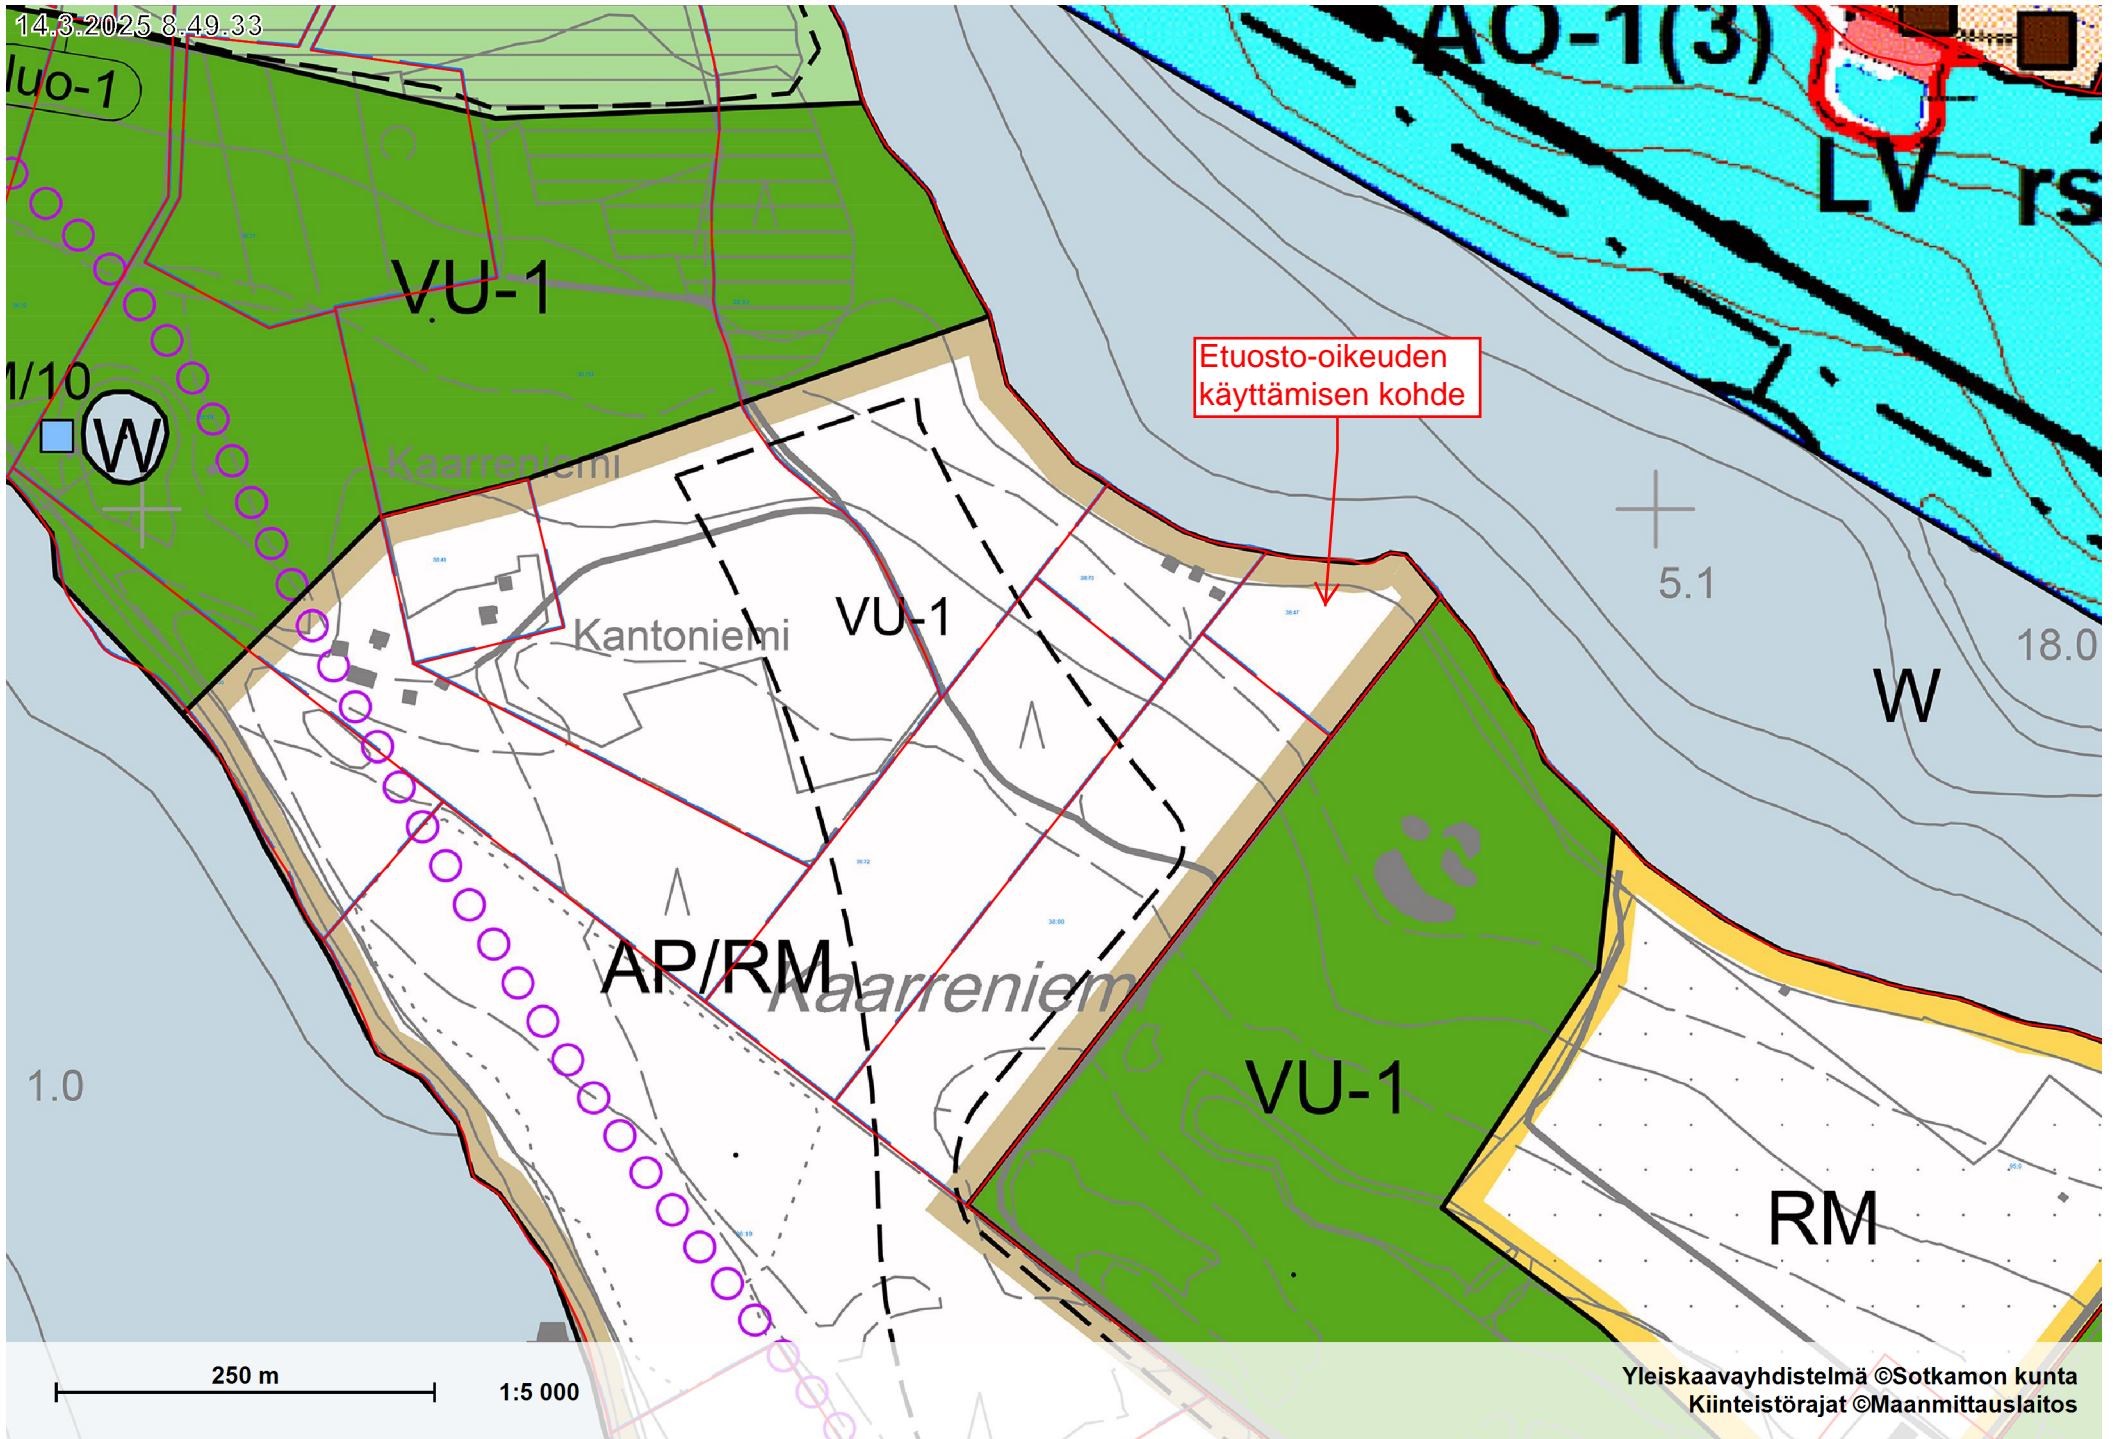 14.3.2025 8.49.33
AO-1(3)
luo-1
LV
rs
VU-1
Etuosto-oikeuden
käyttämisen kohde
/10
W
Kaarreniemi
5.1
VU-1
Kantoniemi
18.0
W
AP/RM
Kaarreniem
1.0
VU-1
RM
250 m
1:5 000
Yleiskaavayhdistelmä ©Sotkamon kunta
Kiinteistörajat ©Maanmittauslaitos